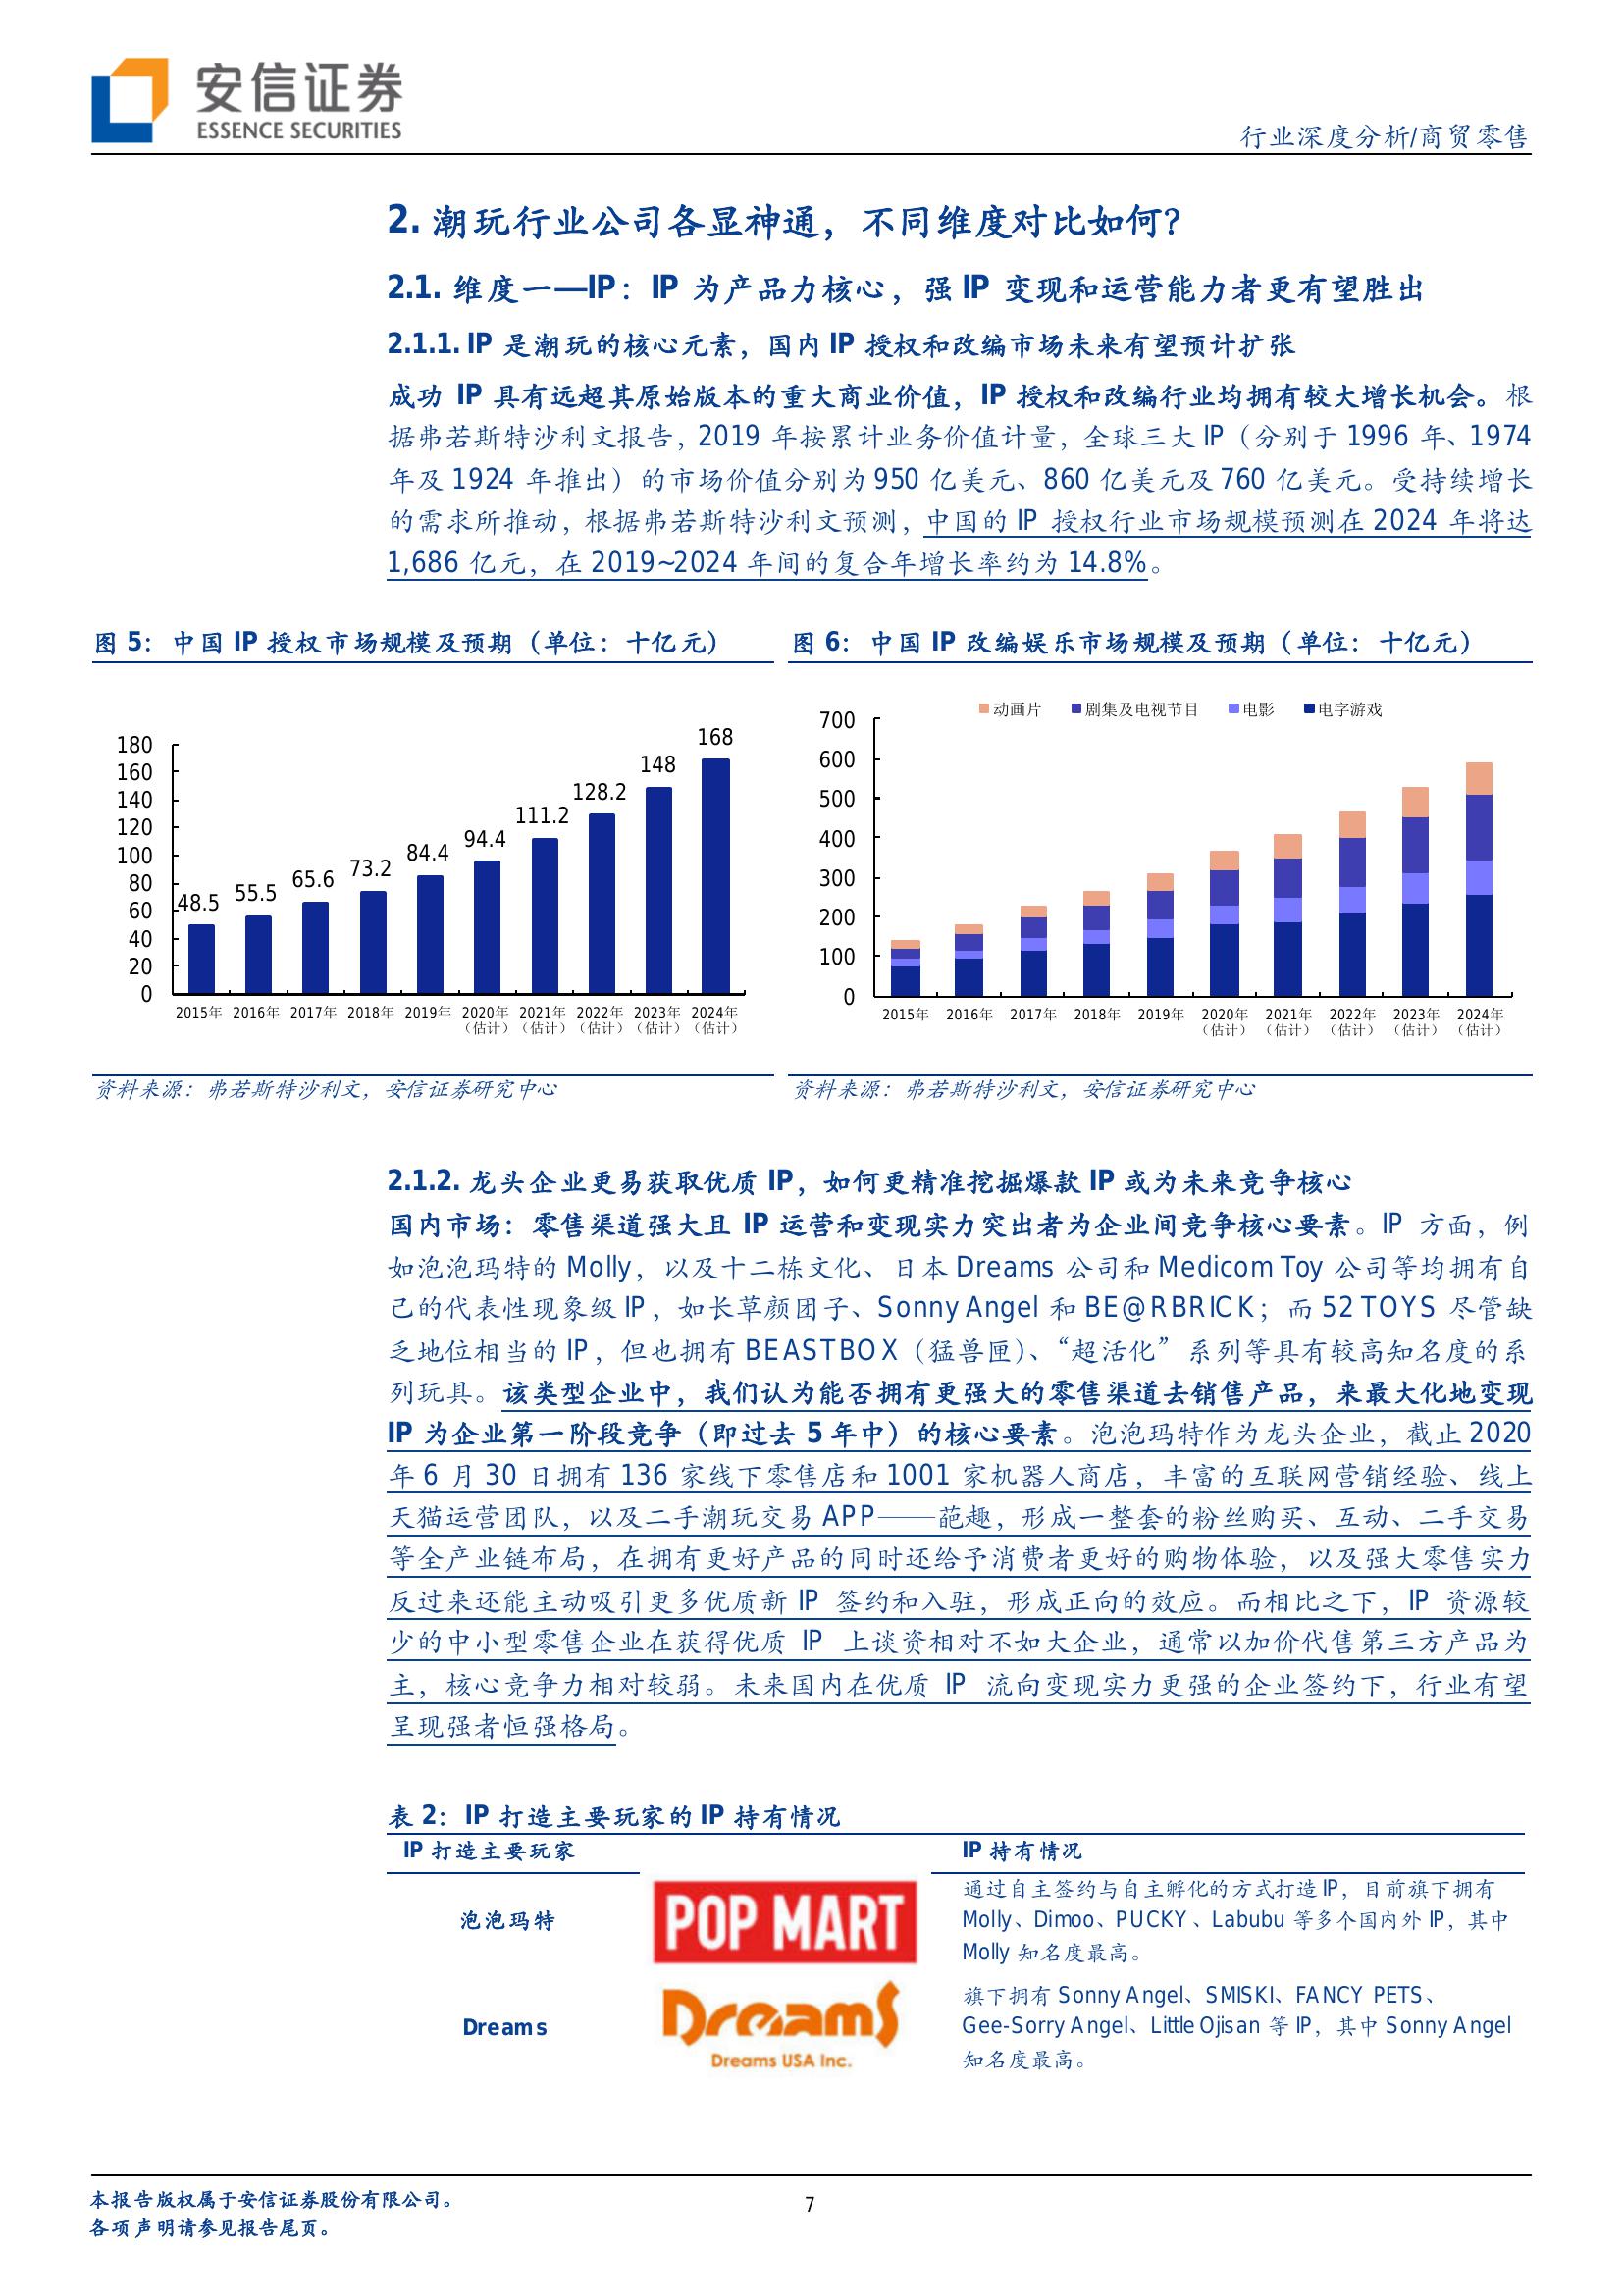 安信证券
ESSENCE SECURITIES
行业深度分析/商贸零售
2. 潮玩行业公司各显神通，不同维度对比如何？
2.1. 维度一—IP：IP 为产品力核心，强 IP 变现和运营能力者更有望胜出
2.1.1. IP 是潮玩的核心元素，国内 IP 授权和改编市场未来有望预计扩张
成功 IP 具有远超其原始版本的重大商业价值，IP 授权和改编行业均拥有较大增长机会。根
据弗若斯特沙利文报告，2019 年按累计业务价值计量，全球三大 IP（分别于 1996 年、1974
年及 1924 年推出）的市场价值分别为 950 亿美元、860 亿美元及 760 亿美元。受持续增长
的需求所推动，根据弗若斯特沙利文预测，中国的 IP 授权行业市场规模预测在 2024 年将达
1,686 亿元，在 2019~2024 年间的复合年增长率约为 14.8%。
图 5：中国 IP 授权市场规模及预期（单位：十亿元）
180
160
140
120
100
80
60
40
20
0
48.5
55.5
65.6
73.2
84.4
94.4
111.2
128.2
148
168
2015年 2016年 2017年 2018年 2019年 2020年 2021年 2022年 2023年 2024年
（估计） （估计） （估计） （估计） （估计）
资料来源：弗若斯特沙利文，安信证券研究中心
图 6：中国 IP 改编娱乐市场规模及预期（单位：十亿元）
动画片 剧集及电视节目 电影 电字游戏
700
600
500
400
300
200
100
0
2015年 2016年 2017年 2018年 2019年 2020年 2021年 2022年 2023年 2024年
（估计） （估计） （估计） （估计） （估计）
资料来源：弗若斯特沙利文，安信证券研究中心
2.1.2. 龙头企业更易获取优质 IP，如何更精准挖掘爆款 IP 或为未来竞争核心
国内市场：零售渠道强大且 IP 运营和变现实力突出者为企业间竞争核心要素。IP 方面，例
如泡泡玛特的 Molly，以及十二栋文化、日本 Dreams 公司和 Medicom Toy 公司等均拥有自
己的代表性现象级 IP，如长草颜团子、Sonny Angel 和 BE@RBRICK；而 52 TOYS 尽管缺
乏地位相当的 IP，但也拥有 BEASTBOX（猛兽匣）、“超活化”系列等具有较高知名度的系
列玩具。该类型企业中，我们认为能否拥有更强大的零售渠道去销售产品，来最大化地变现
IP 为企业第一阶段竞争（即过去 5 年中）的核心要素。泡泡玛特作为龙头企业，截止 2020
年 6 月 30 日拥有 136 家线下零售店和 1001 家机器人商店，丰富的互联网营销经验、线上
天猫运营团队，以及二手潮玩交易 APP——葩趣，形成一整套的粉丝购买、互动、二手交易
等全产业链布局，在拥有更好产品的同时还给予消费者更好的购物体验，以及强大零售实力
反过来还能主动吸引更多优质新 IP 签约和入驻，形成正向的效应。而相比之下，IP 资源较
少的中小型零售企业在获得优质 IP 上谈资相对不如大企业，通常以加价代售第三方产品为
主，核心竞争力相对较弱。未来国内在优质 IP 流向变现实力更强的企业签约下，行业有望
呈现强者恒强格局。
表 2：IP 打造主要玩家的 IP 持有情况
IP 打造主要玩家 IP 持有情况
泡泡玛特
POP MART
通过自主签约与自主孵化的方式打造 IP，目前旗下拥有
Molly、Dimoo、PUCKY、Labubu 等多个国内外 IP，其中
Molly 知名度最高。
Dreams
Dreams
Dreams USA Inc.
旗下拥有 Sonny Angel、SMISKI、FANCY PETS、
Gee-Sorry Angel、Little Ojisan 等 IP，其中 Sonny Angel
知名度最高。
本报告版权属于安信证券股份有限公司。
各项声明请参见报告尾页。
7